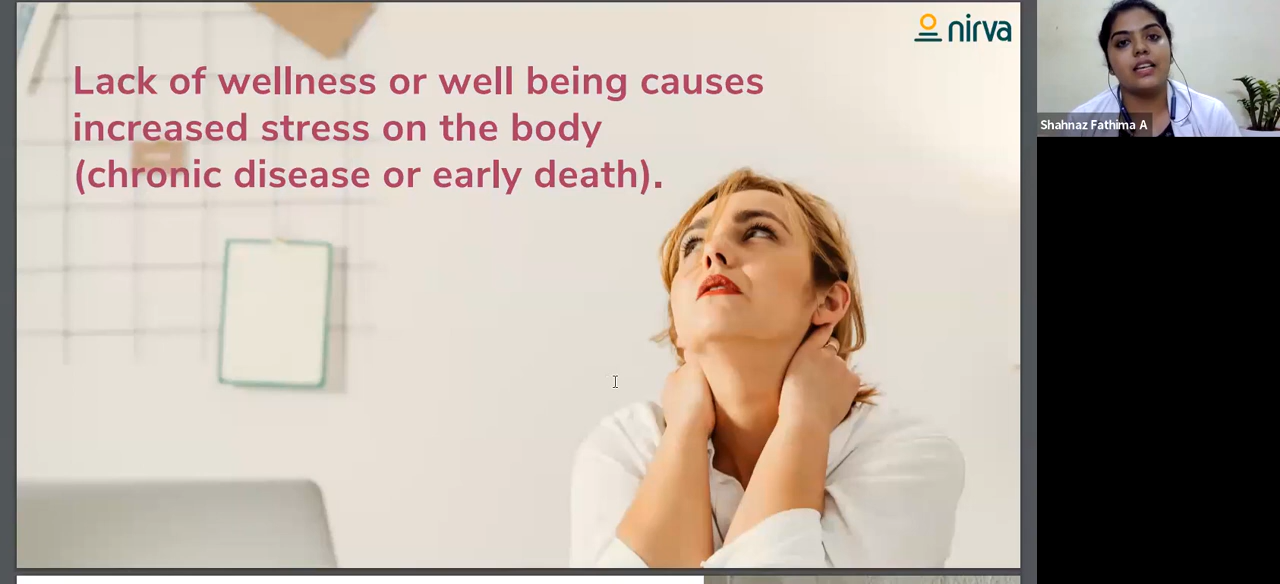 nirva
Lack of wellness or well being causes
increased stress on the body
(chronic disease or early death).
Shahnaz Fathima A